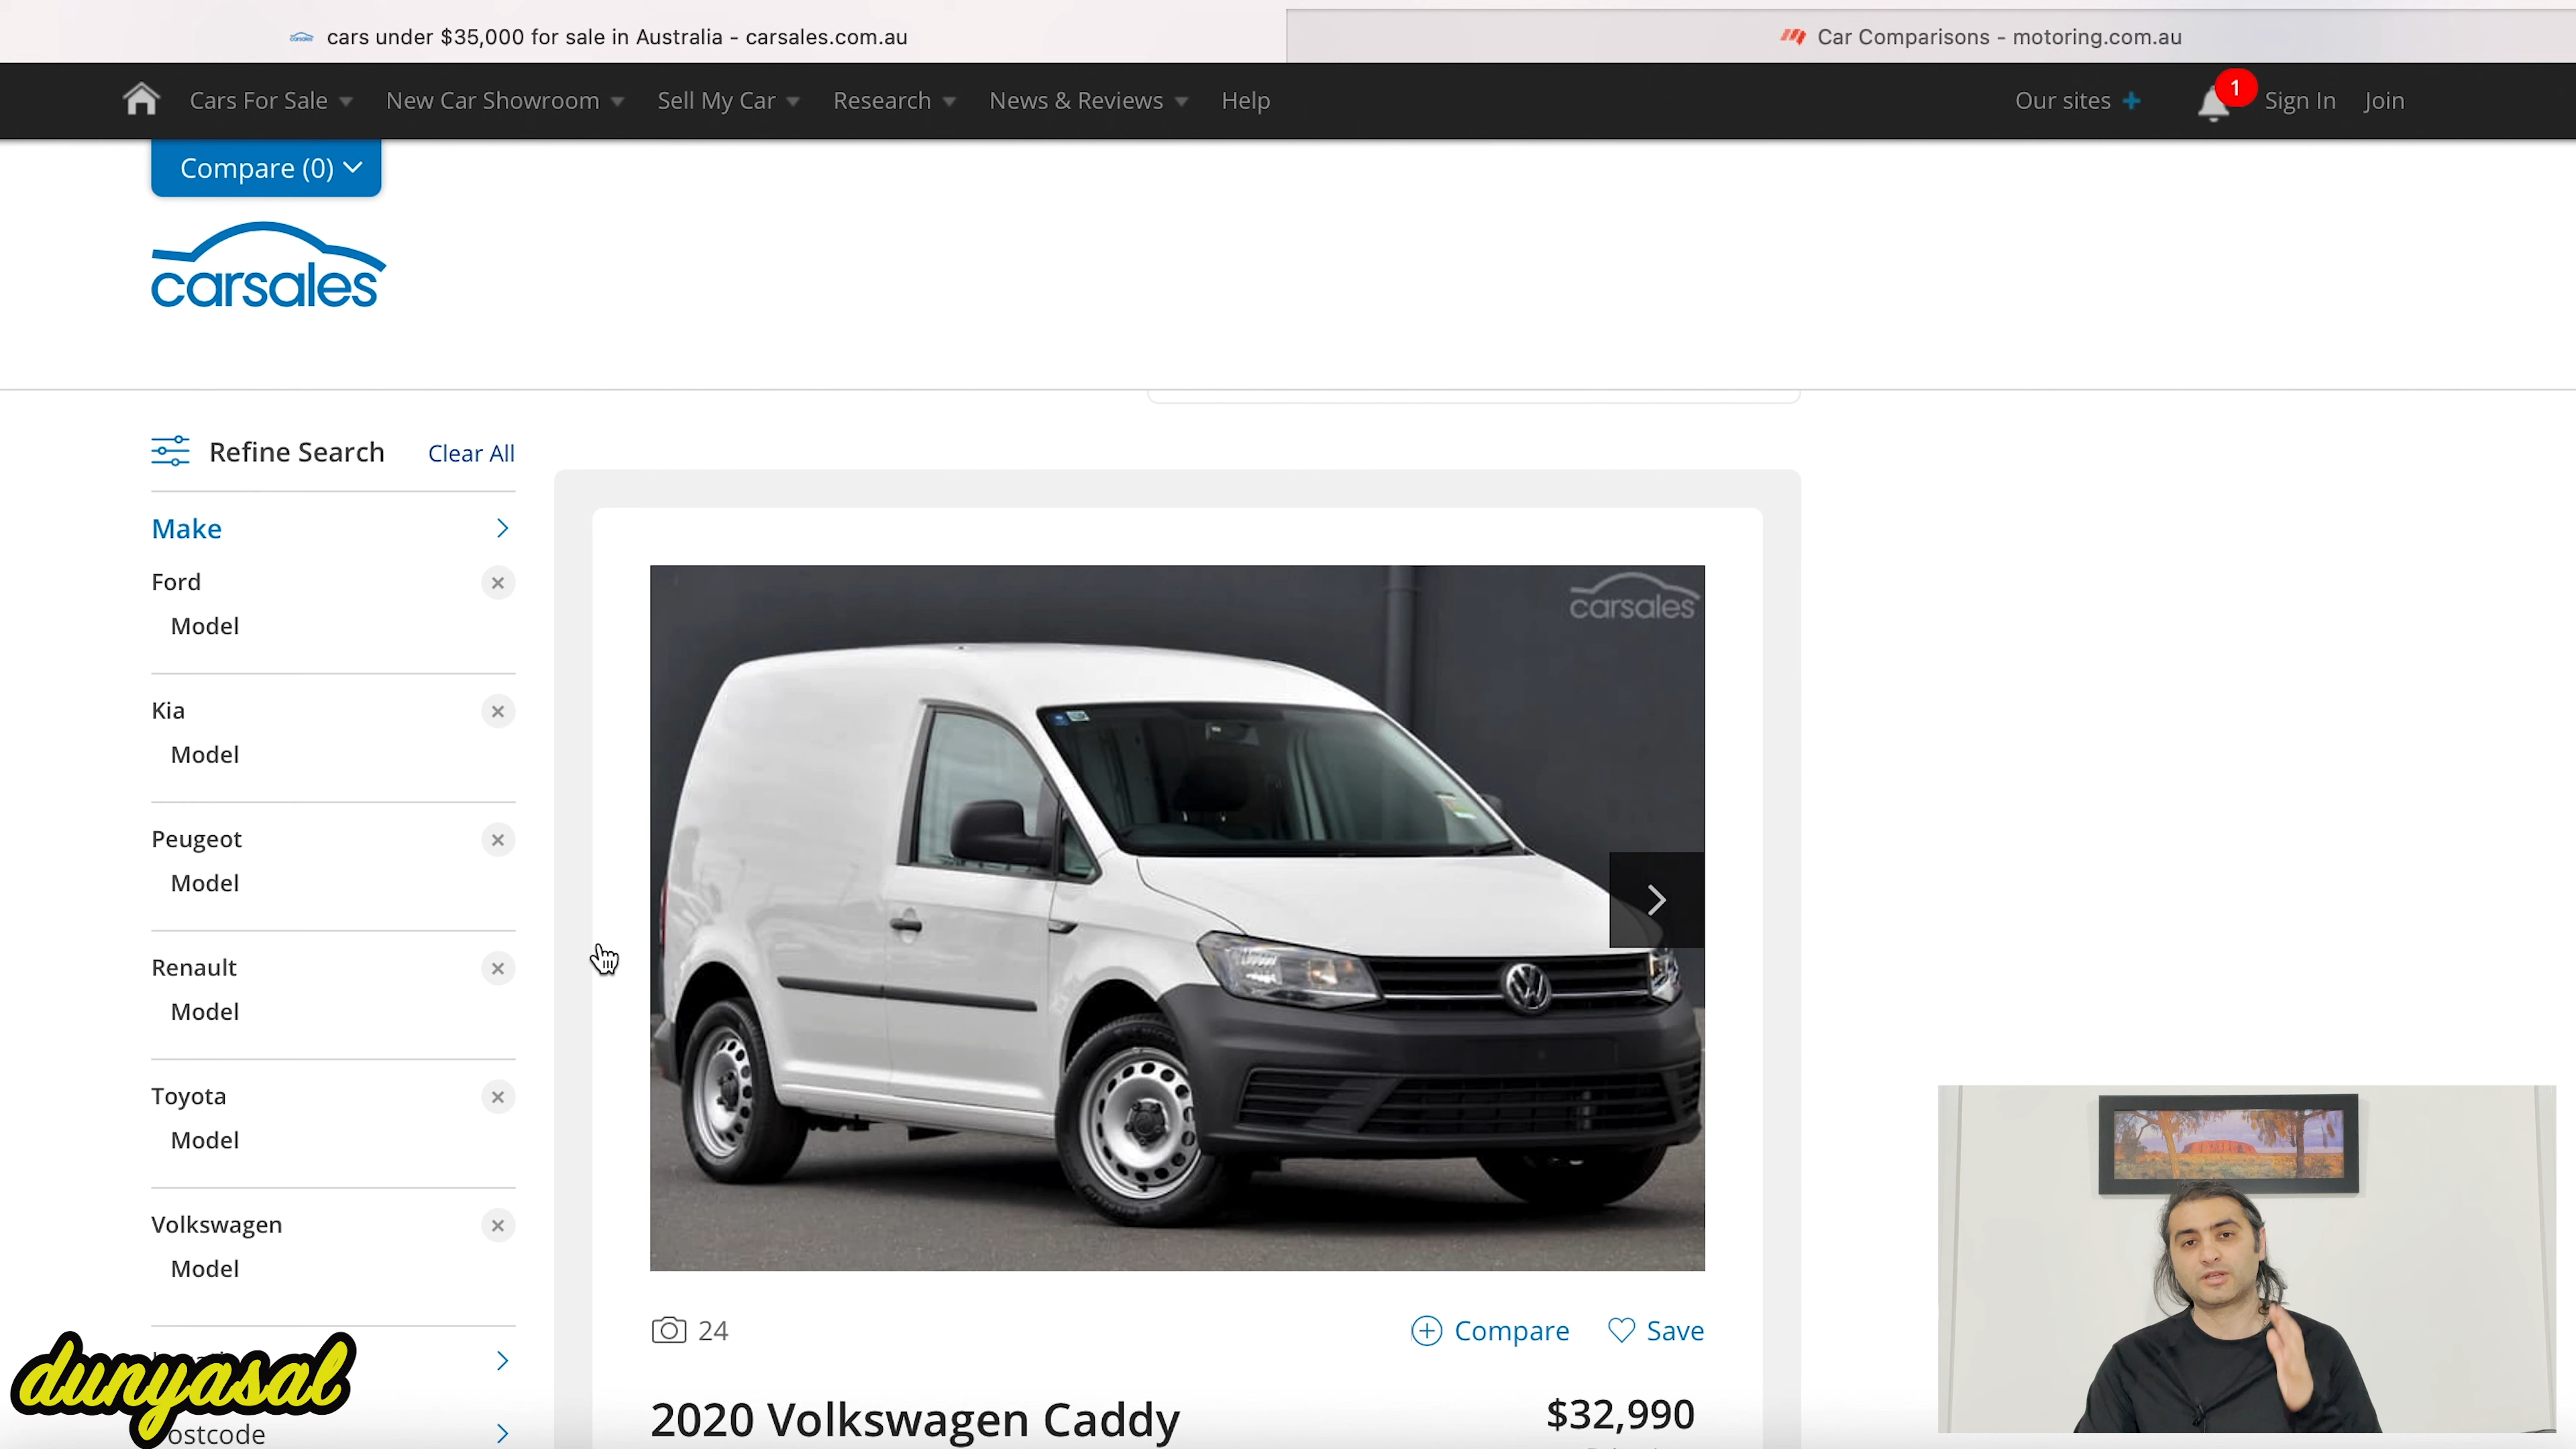 cars under $35,000 for sale in Australia - carsales.com.au
Car Comparisons - motoring.com.au
Cars For Sale
New Car Showroom
Sell My Car
Research
News & Reviews
Help
Our sites +
1
Sign In
Join
Compare (0)
carsales
Refine Search
Clear All
Make
Ford
Model
Kia
Model
Peugeot
Model
Renault
Model
Toyota
Model
Volkswagen
Model
carsales
24
Compare
Save
2020 Volkswagen Caddy
$32,990
dunyasal